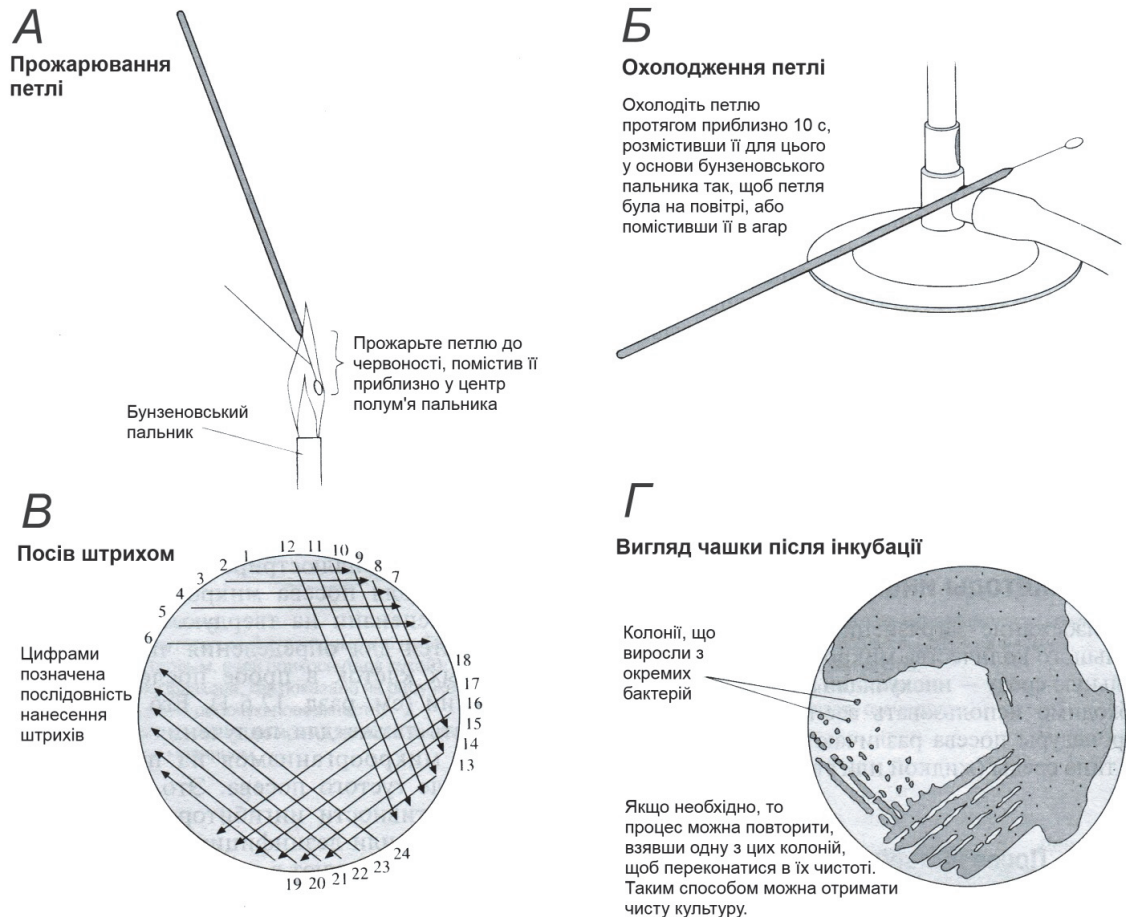 А
Прожарювання
петлі
Прожарьте петлю до
червоності, помістив її
приблизно у центр
полум'я пальника
Бунзеновський
пальник
Б
Охолодження петлі
Охолодіть петлю
протягом приблизно 10 с,
розмістивши її для цього
у основи бунзеновського
пальника так, щоб петля
була на повітрі, або
помістивши її в агар
В
Посів штрихом
Цифрами
позначена
послідовність
нанесення
штрихів
1
2
3
4
5
6
12
11
10
9
8
7
18
17
16
15
14
13
24
23
22
21
20
19
Г
Вигляд чашки після інкубації
Колонії, що
виросли з
окремих
бактерій
Якщо необхідно, то
процес можна повторити,
взявши одну з цих колоній,
щоб переконатися в їх чистоті.
Таким способом можна отримати
чисту культуру.